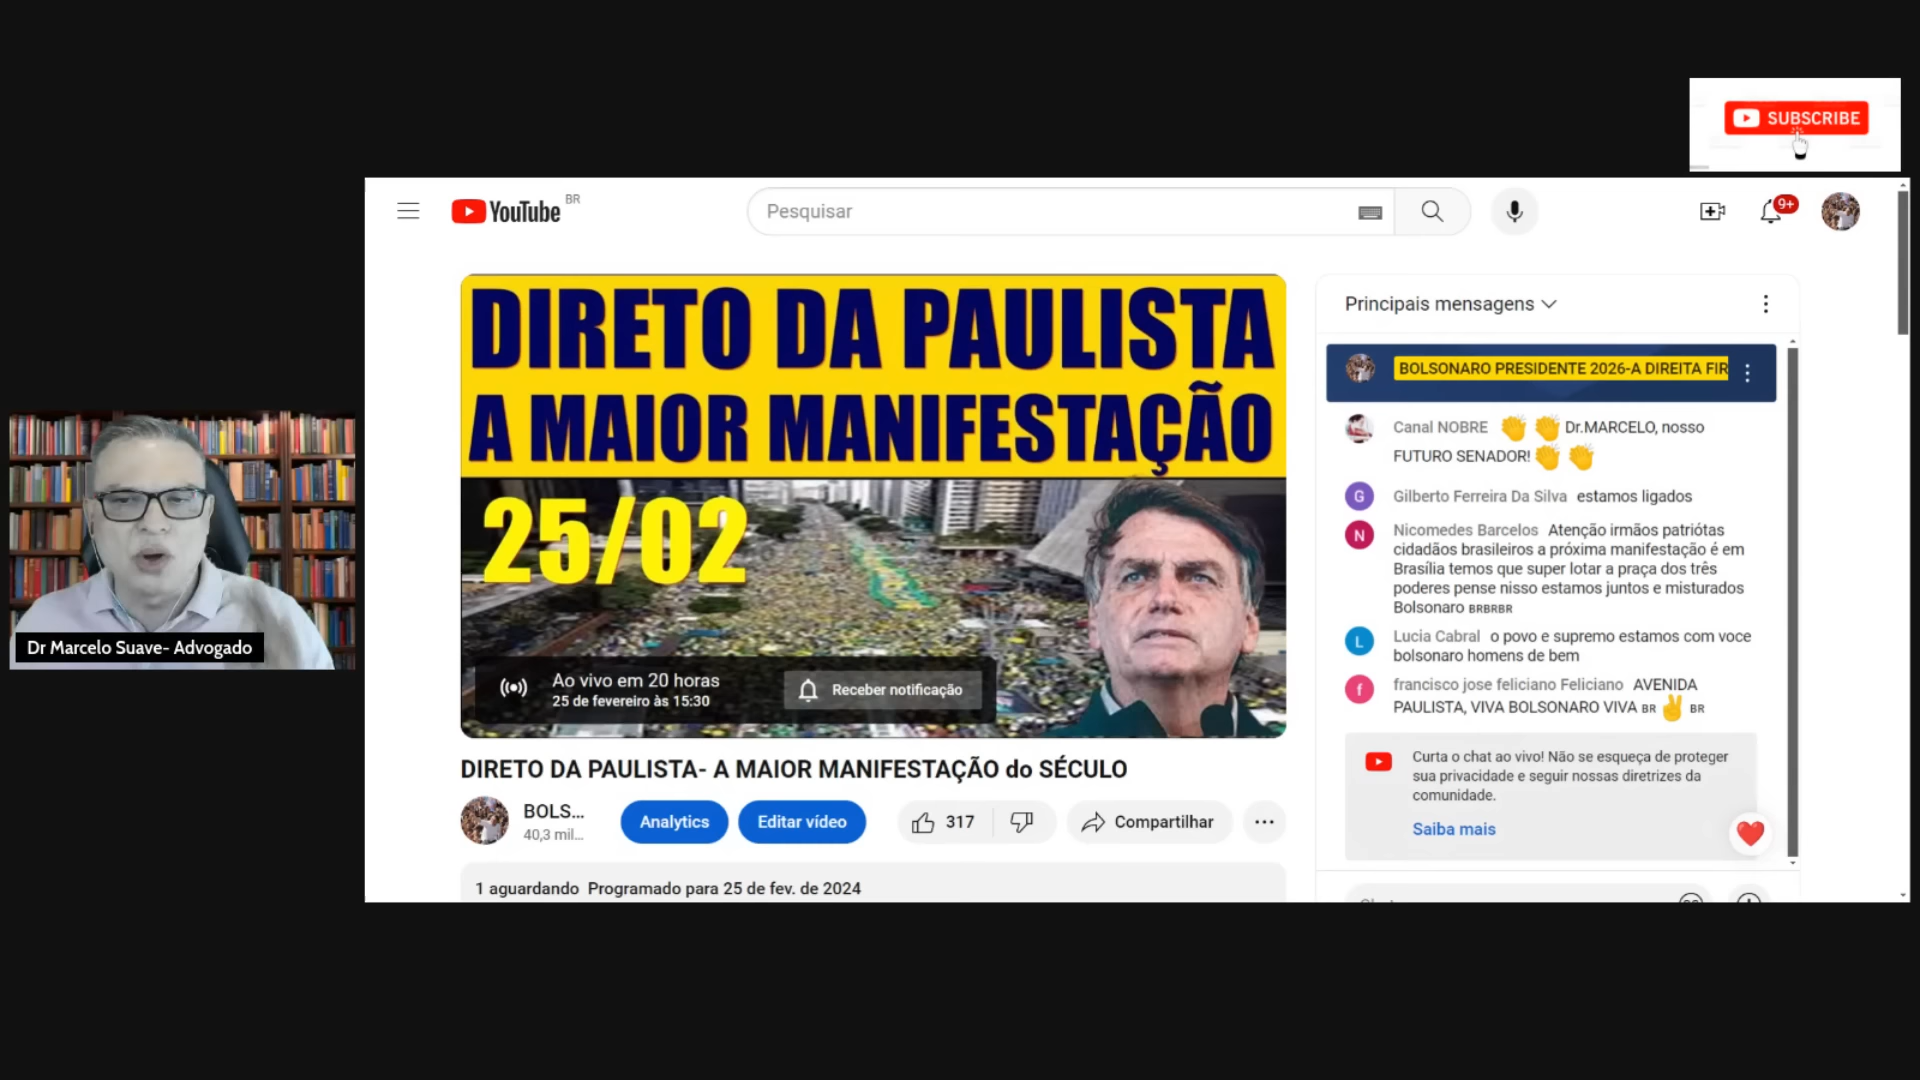 SUBSCRIBE
YouTube BR
Pesquisar
9+
DIRETO DA PAULISTA
A MAIOR MANIFESTAÇÃO
25/02
Ao vivo em 20 horas
25 de fevereiro às 15:30
Receber notificação
DIRETO DA PAULISTA- A MAIOR MANIFESTAÇÃO do SÉCULO
BOLS...
40,3 mil...
Analytics
Editar vídeo
317
Compartilhar
1 aguardando Programado para 25 de fev. de 2024
Principais mensagens
BOLSONARO PRESIDENTE 2026-A DIREITA FIR
Canal NOBRE 👏 👏 Dr.MARCELO, nosso
FUTURO SENADOR! 👏 👏
G
Gilberto Ferreira Da Silva estamos ligados
N
Nicomedes Barcelos Atenção irmãos patriótas
cidadãos brasileiros a próxima manifestação é em
Brasília temos que super lotar a praça dos três
poderes pense nisso estamos juntos e misturados
Bolsonaro BRBRBR
L
Lucia Cabral o povo e supremo estamos com voce
bolsonaro homens de bem
f
francisco jose feliciano Feliciano AVENIDA
PAULISTA, VIVA BOLSONARO VIVA BR ✌ BR
Curta o chat ao vivo! Não se esqueça de proteger
sua privacidade e seguir nossas diretrizes da
comunidade.
Saiba mais
Dr Marcelo Suave- Advogado